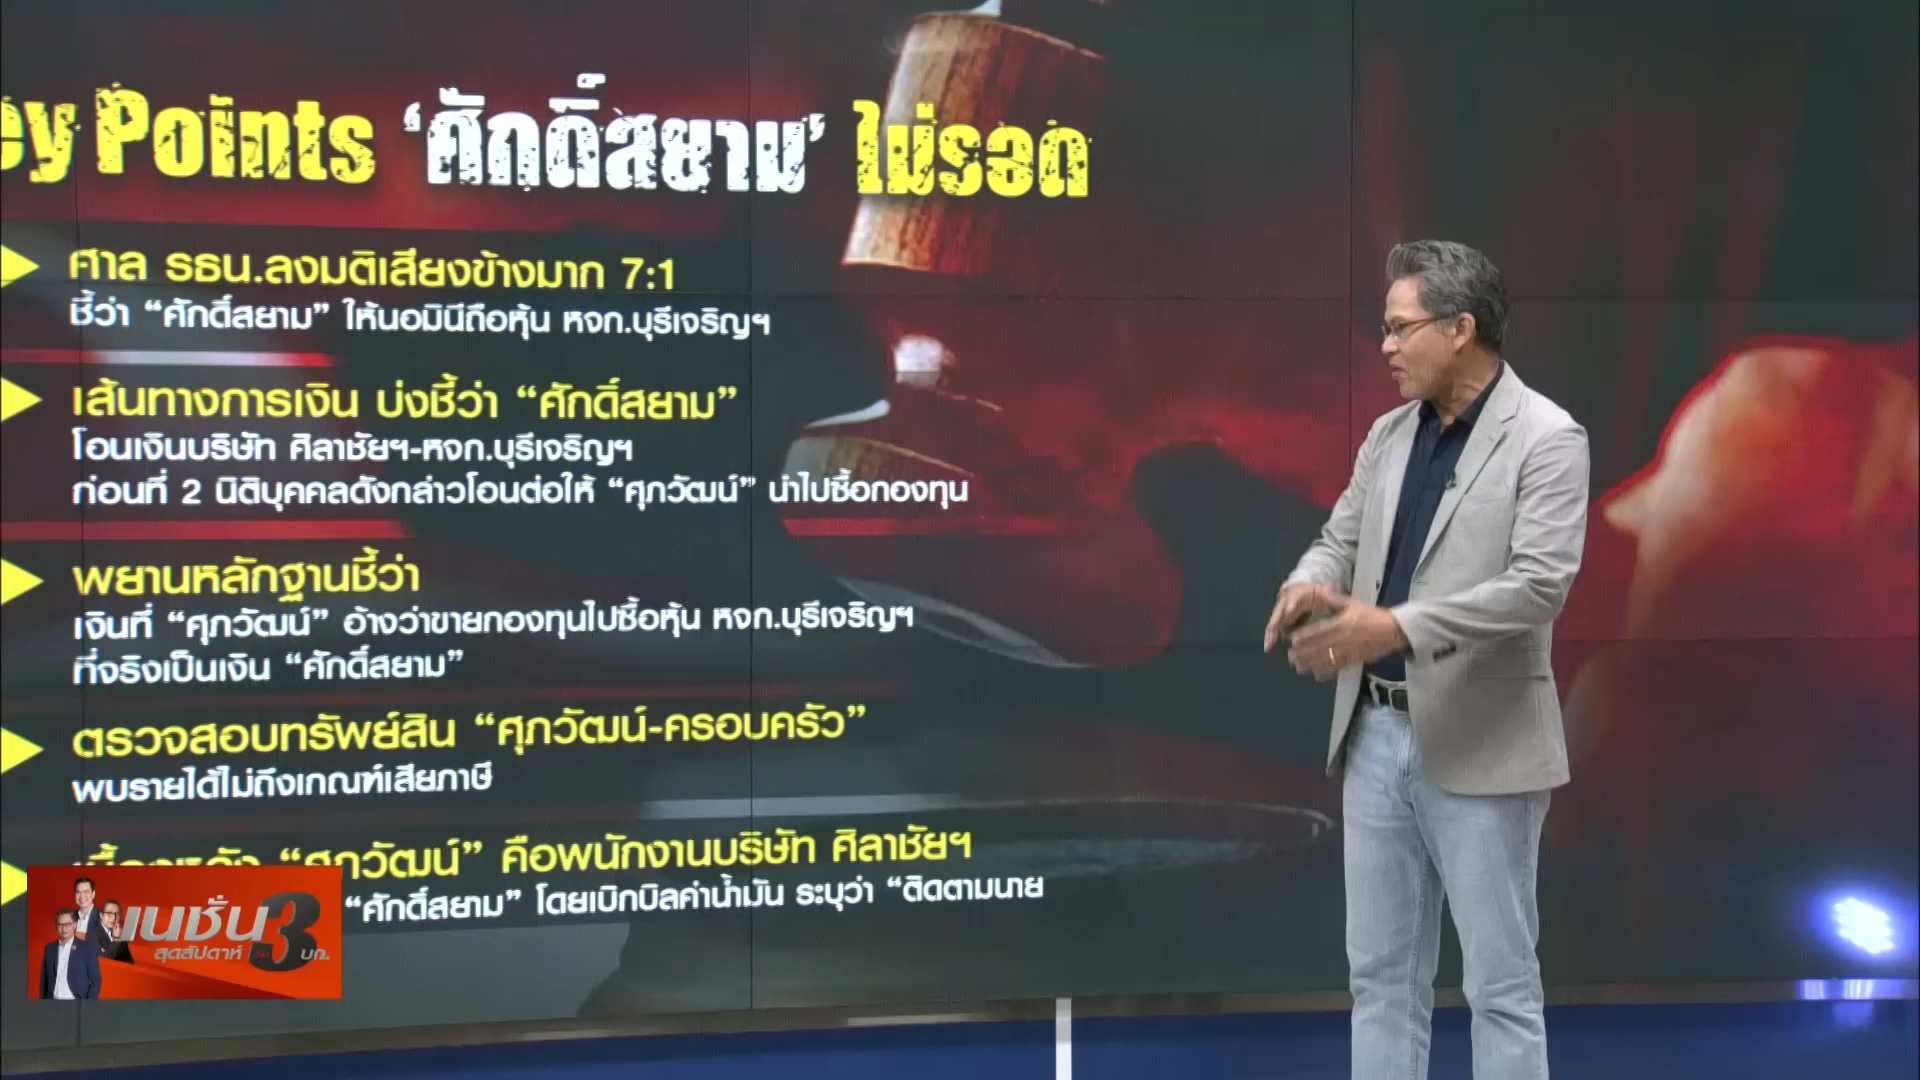 ey Points ‘ศักดิ์สยาม’ ไม่รอด
ศาล รธน.ลงมติเสียงข้างมาก 7:1
ชี้ว่า “ศักดิ์สยาม” ให้นอมินีถือหุ้น หจก.บุรีเจริญฯ
เส้นทางการเงิน บ่งชี้ว่า “ศักดิ์สยาม”
โอนเงินบริษัท ศิลาชัยฯ-หจก.บุรีเจริญฯ
ก่อนที่ 2 นิติบุคคลดังกล่าวโอนต่อให้ “ศุภวัฒน์” นำไปซื้อกองทุน
พยานหลักฐานชี้ว่า
เงินที่ “ศุภวัฒน์” อ้างว่าขายกองทุนไปซื้อหุ้น หจก.บุรีเจริญฯ
ที่จริงเป็นเงิน “ศักดิ์สยาม”
ตรวจสอบทรัพย์สิน “ศุภวัฒน์-ครอบครัว”
พบรายได้ไม่ถึงเกณฑ์เสียภาษี
“ศุภวัฒน์” คือพนักงานบริษัท ศิลาชัยฯ
“ศักดิ์สยาม” โดยเบิกบิลค่าน้ำมัน ระบุว่า “ติดตามนาย
เนชั่น
สุดสัปดาห์ กับ 3 บก.